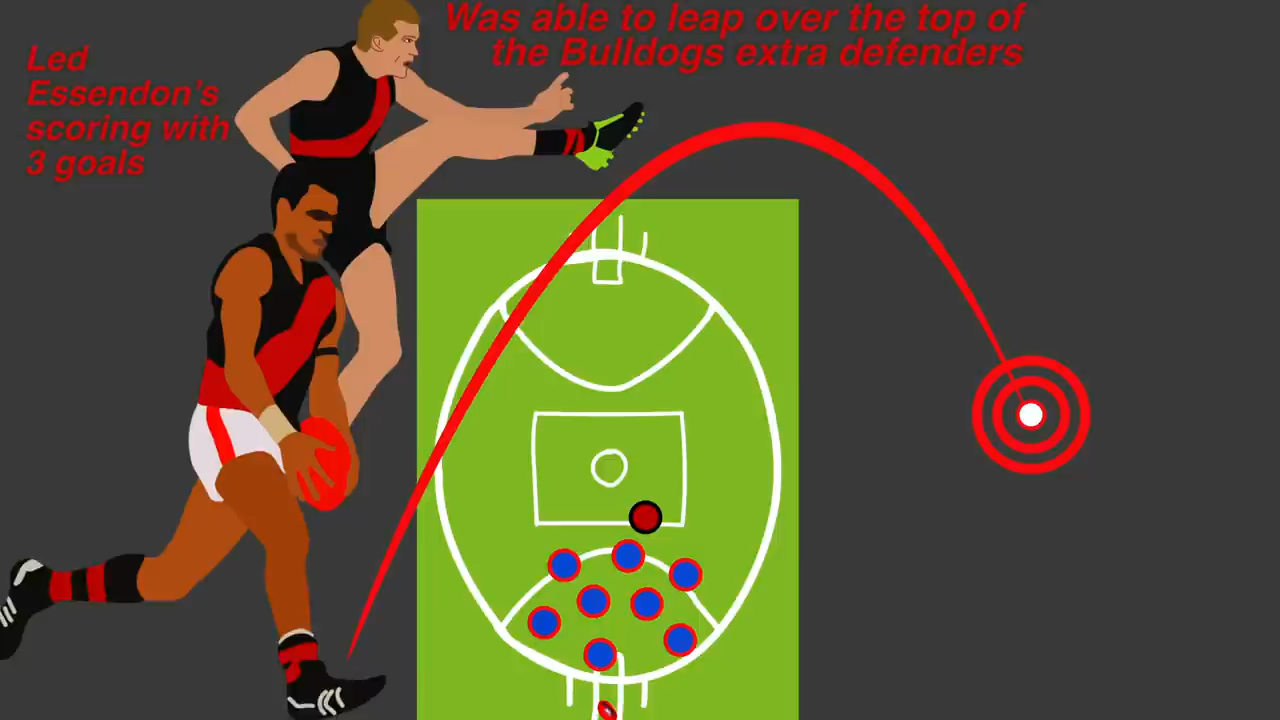 Led
Essendon's
scoring with
3 goals
Was able to leap over the top of
the Bulldogs extra defenders